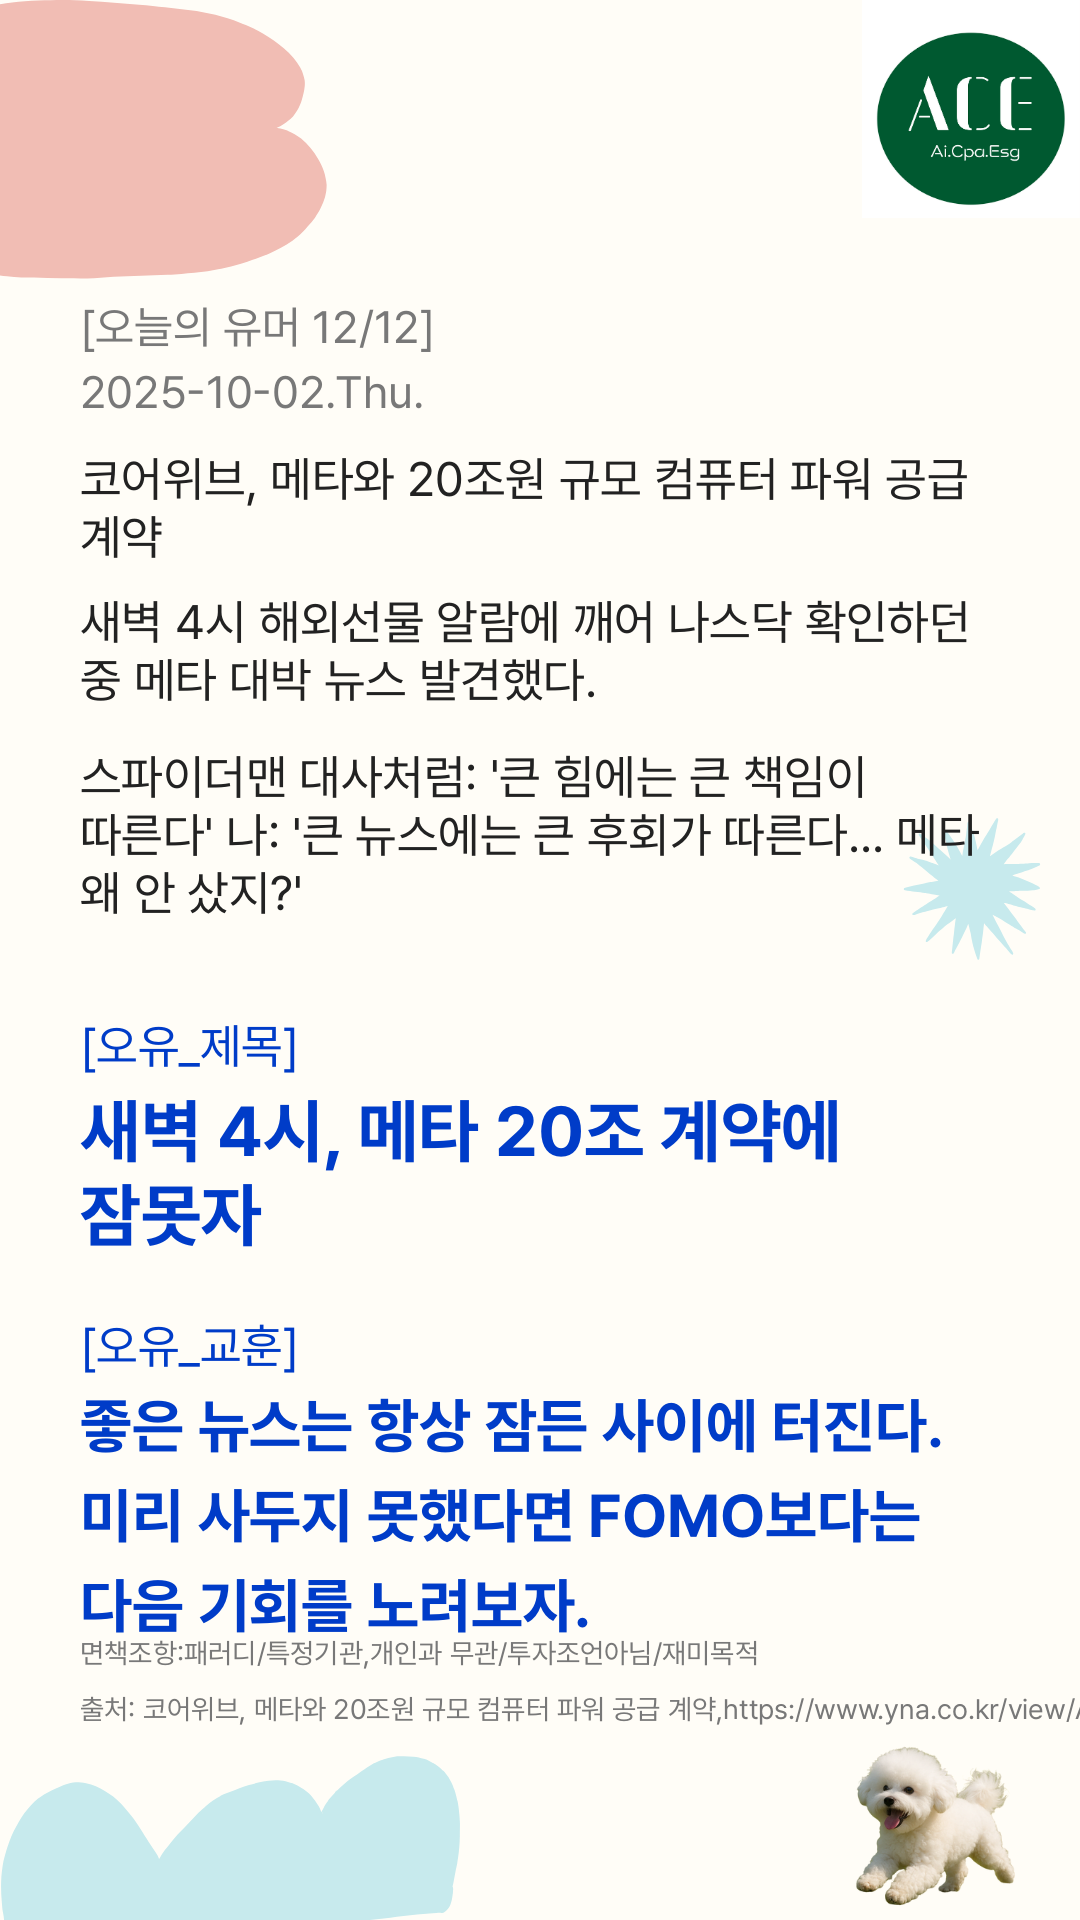 ACE
Ai.Cpa.Esg
[오늘의 유머 12/12]
2025-10-02.Thu.
코어위브, 메타와 20조원 규모 컴퓨터 파워 공급
계약
새벽 4시 해외선물 알람에 깨어 나스닥 확인하던
중 메타 대박 뉴스 발견했다.
스파이더맨 대사처럼: '큰 힘에는 큰 책임이
따른다' 나: '큰 뉴스에는 큰 후회가 따른다... 메타
왜 안 샀지?'
[오유_제목]
새벽 4시, 메타 20조 계약에
잠못자
[오유_교훈]
좋은 뉴스는 항상 잠든 사이에 터진다.
미리 사두지 못했다면 FOMO보다는
다음 기회를 노려보자.
면책조항:패러디/특정기관,개인과 무관/투자조언아님/재미목적
출처: 코어위브, 메타와 20조원 규모 컴퓨터 파워 공급 계약,https://www.yna.co.kr/view/